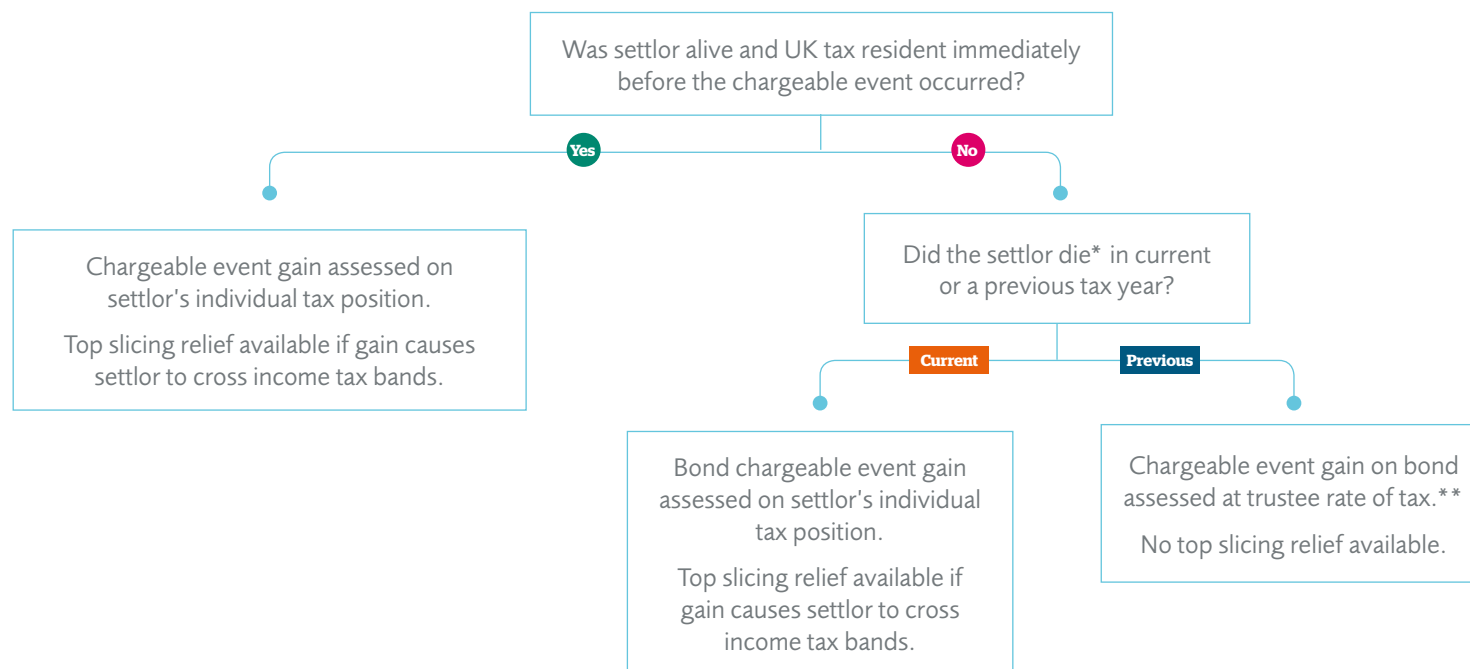 Was settlor alive and UK tax resident immediately
before the chargeable event occurred?
Yes
No
Chargeable event gain assessed on
settlor's individual tax position.
Top slicing relief available if gain causes
settlor to cross income tax bands.
Did the settlor die* in current
or a previous tax year?
Current
Previous
Bond chargeable event gain
assessed on settlor's individual
tax position.
Top slicing relief available if
gain causes settlor to cross
income tax bands.
Chargeable event gain on bond
assessed at trustee rate of tax.**
No top slicing relief available.